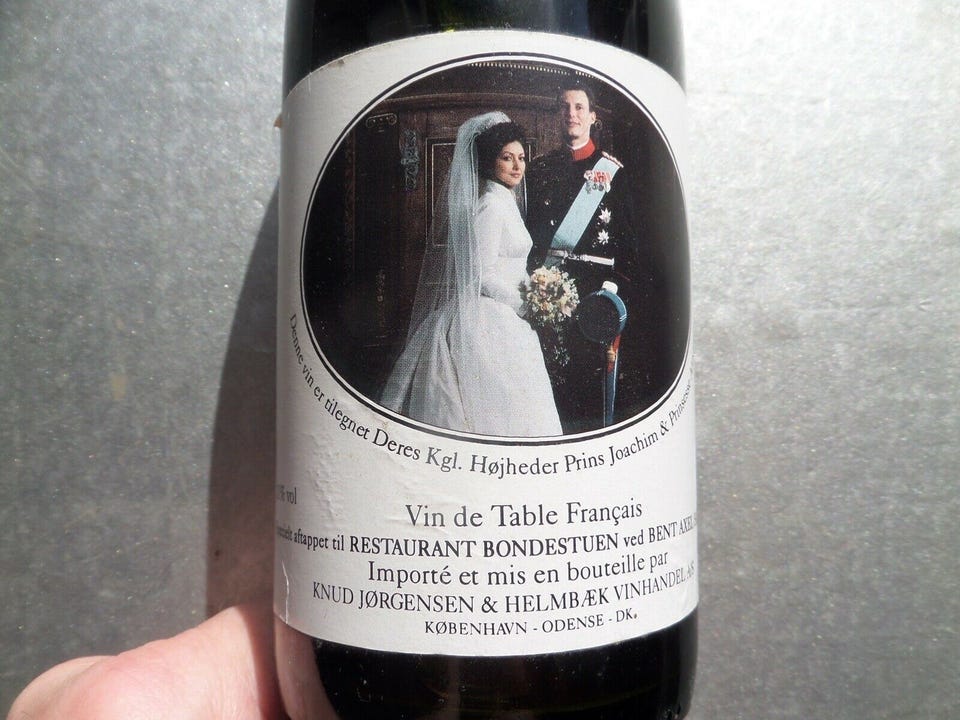 Denne vin er tilegnet Deres Kgl. Højheder Prins Joachim & Prinsesse
% vol
Vin de Table Français
aftappet til RESTAURANT BONDESTUEN ved BENT
Importé et mis en bouteille par
KNUD JØRGENSEN & HELMBÆK VINHANDEL A/S
KØBENHAVN - ODENSE - DK.